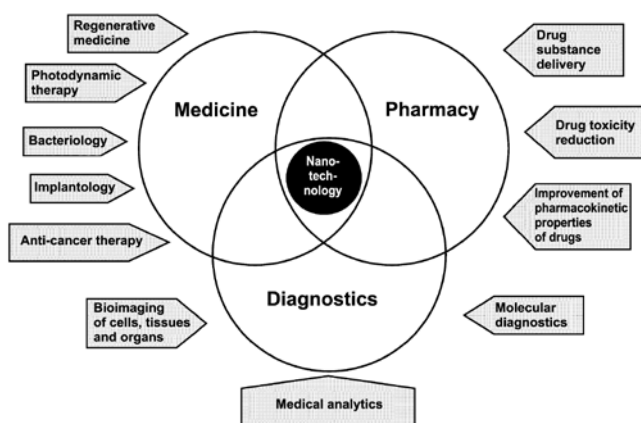 Regenerative
medicine
Photodynamic
therapy
Bacteriology
Implantology
Anti-cancer therapy
Bioimaging
of cells, tissues
and organs
Medicine
Pharmacy
Nano-
tech-
nology
Diagnostics
Drug
substance
delivery
Drug toxicity
reduction
Improvement of
pharmacokinetic
properties
of drugs
Molecular
diagnostics
Medical analytics